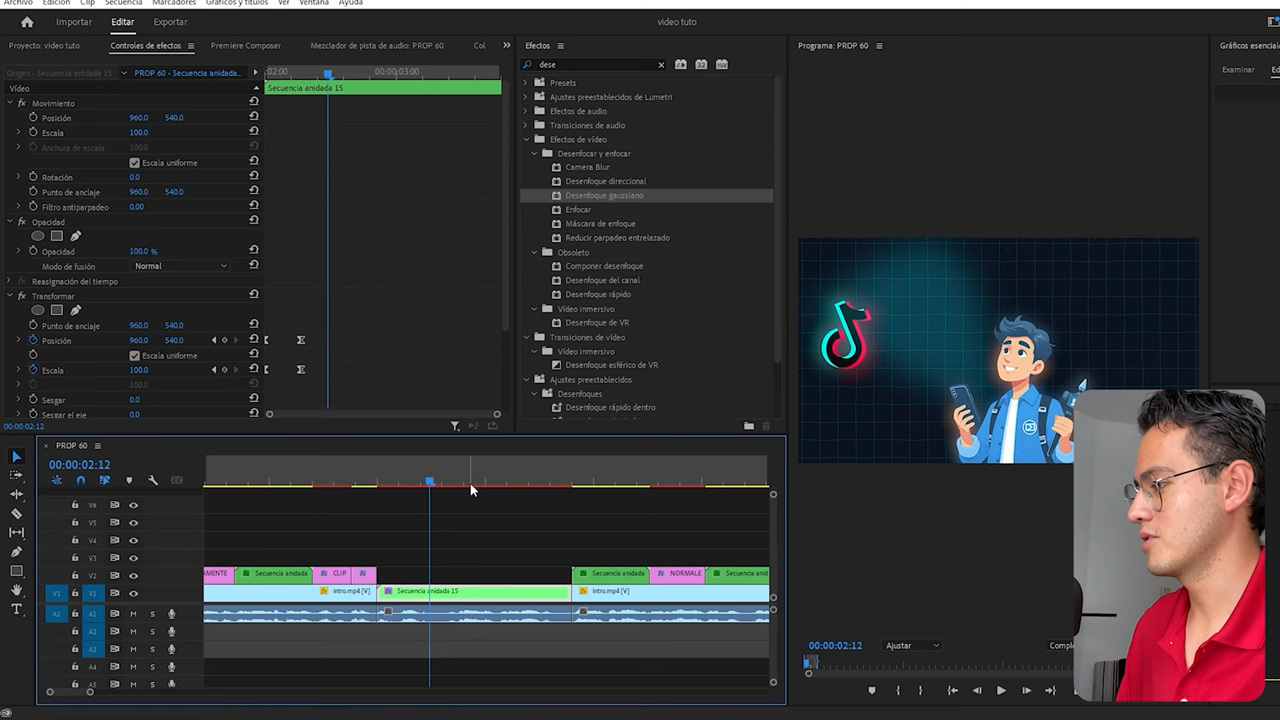 Archivo Edición Clip Secuencia Marcadores Gráficos y títulos Ver Ventana Ayuda
Importar Editar Exportar video tuto
Proyecto: video tuto Controles de efectos Premiere Composer Mezclador de pista de audio: PROP 60 Col
Efectos
Programa: PROP 60
Gráficos esencial
Origen - Secuencia anidada 15 PROP 60 - Secuencia anidada...
:02:00 00:00:03:00
dese
Examinar Ed
Vídeo
Secuencia anidada 15
Presets
Movimiento
Ajustes preestablecidos de Lumetri
Posición 960.0 540.0
Efectos de audio
Escala 100.0
Transiciones de audio
Anchura de escala 100.0
Efectos de vídeo
Escala uniforme
Desenfocar y enfocar
Rotación 0.0
Camera Blur
Punto de anclaje 960.0 540.0
Desenfoque direccional
Filtro antiparpadeo 0.00
Desenfoque gaussiano
Opacidad
Enfocar
Máscara de enfoque
Opacidad 100.0 %
Reducir parpadeo entrelazado
Modo de fusión Normal
Obsoleto
Reasignación del tiempo
Componer desenfoque
Transformar
Desenfoque del canal
Punto de anclaje 960.0 540.0
Desenfoque rápido
Posición 960.0 540.0
Vídeo inmersivo
Escala uniforme
Desenfoque de VR
Escala 100.0
Transiciones de vídeo
100.0
Vídeo inmersivo
Sesgar 0.0
Desenfoque esférico de VR
Sesgar el eje 0.0
Ajustes preestablecidos
Desenfoques
Desenfoque rápido dentro
00:00:02:12
PROP 60
00:00:02:12
V6
V5
V4
V3
V2
AMENTE Secuencia anidada CLIP Secuencia anidada NORMALE Secuencia anid
V1 V1
intro.mp4 [V] Secuencia anidada 15 intro.mp4 [V]
A1 A1 M S
A2 M S
A3 M S
A4 M S
A5 M S
00:00:02:12 Ajustar Comple